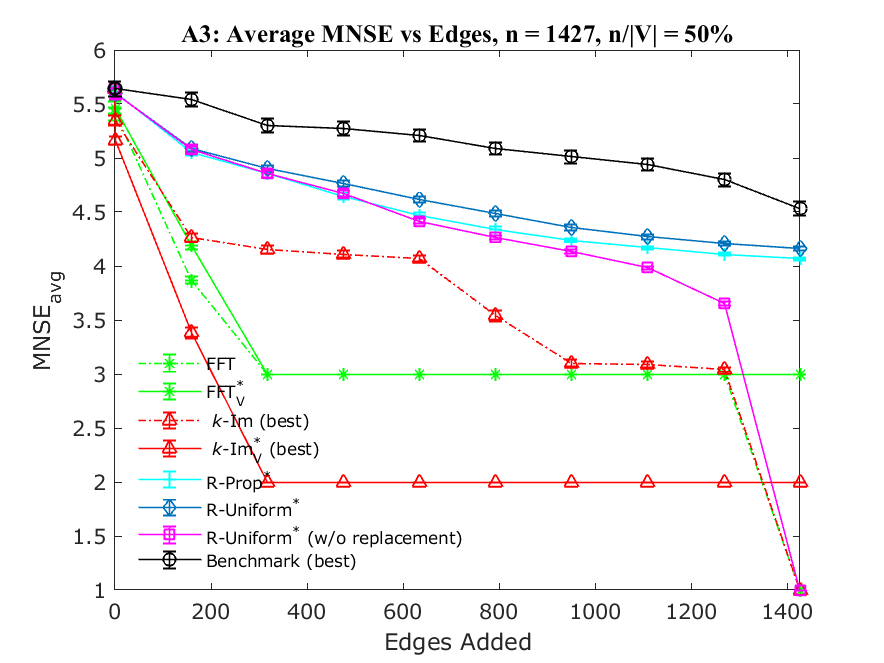 A3: Average MNSE vs Edges, n = 1427, n/|V| = 50%
6
5.5
5
4.5
4
3.5
3
2.5
2
1.5
1
MNSE_avg
FFT
FFT*_V
k-Im (best)
k-Im*_V (best)
R-Prop*
R-Uniform*
R-Uniform* (w/o replacement)
Benchmark (best)
0 200 400 600 800 1000 1200 1400
Edges Added